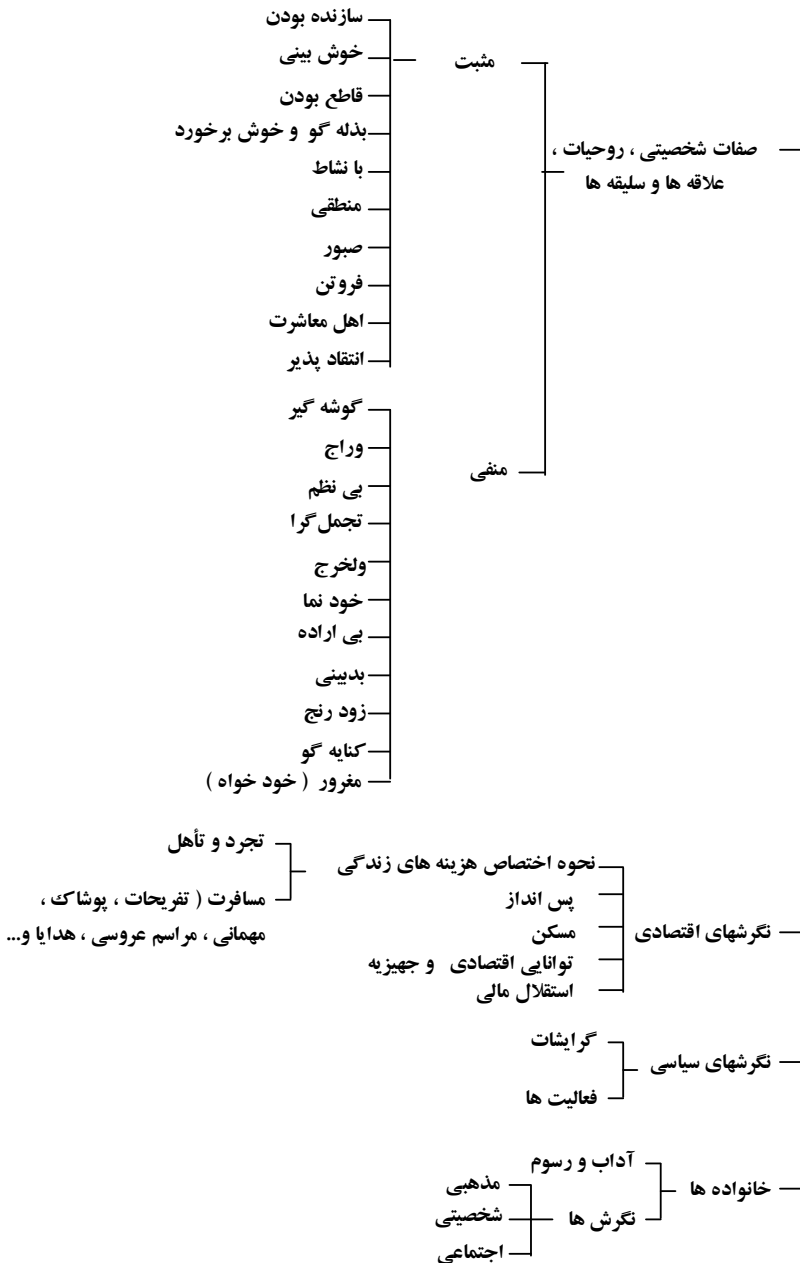 صفات شخصیتی ، روحیات ،
علاقه ها و سلیقه ها
مثبت
سازنده بودن
خوش بینی
قاطع بودن
بذله گو و خوش برخورد
با نشاط
منطقی
صبور
فروتن
اهل معاشرت
انتقاد پذیر
منفی
گوشه گیر
وراج
بی نظم
تجمل گرا
ولخرج
خود نما
بی اراده
بدبینی
زود رنج
کنایه گو
مغرور ( خود خواه )
نگرشهای اقتصادی
نحوه اختصاص هزینه های زندگی
تجرد و تأهل
مسافرت ( تفریحات ، پوشاک ،
مهمانی ، مراسم عروسی ، هدایا و...
پس انداز
مسکن
توانایی اقتصادی و جهیزیه
استقلال مالی
نگرشهای سیاسی
گرایشات
فعالیت ها
خانواده ها
آداب و رسوم
نگرش ها
مذهبی
شخصیتی
اجتماعی